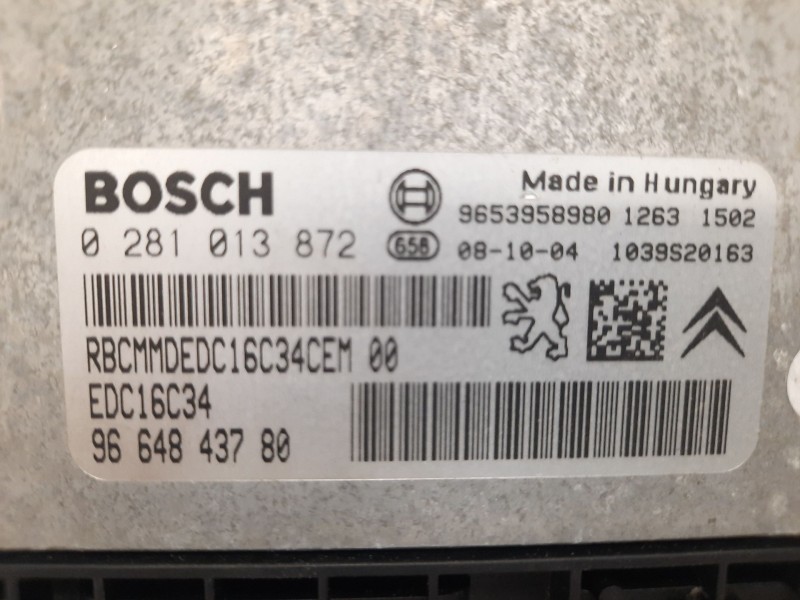 BOSCH
Made in Hungary
9653958980 1263 1502
0 281 013 872
658 08-10-04 1039S20163
RBCMMDEDC16C34CEM 00
EDC16C34
96 648 437 80